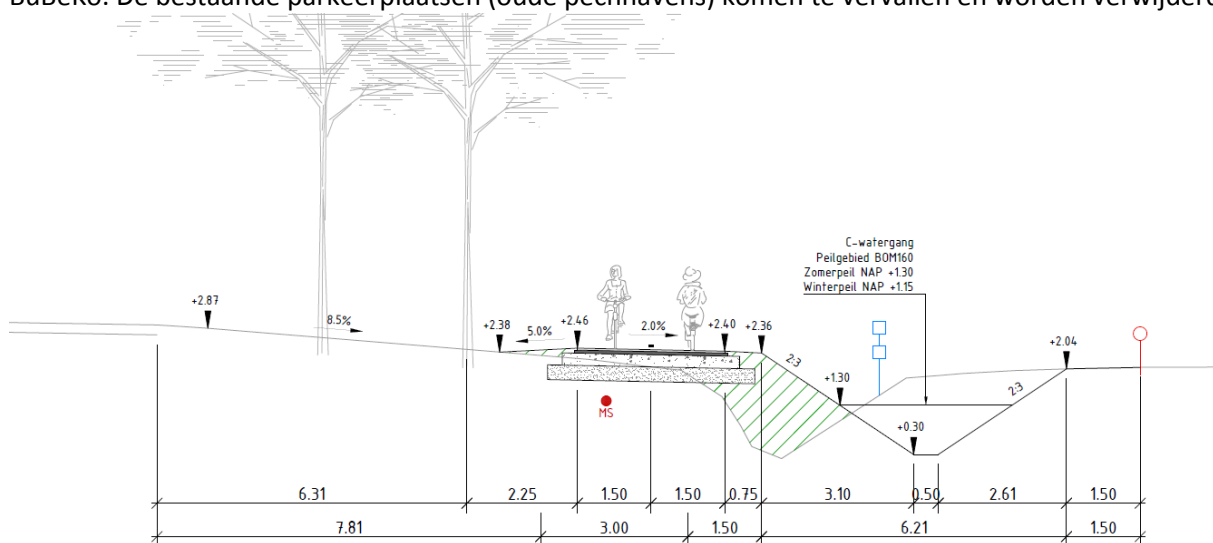 BuBeKo. De bestaande parkeerplaatsen (oude pechhavens) komen te vervallen en worden verwijderd
C-watergang
Peilgebied BOM160
Zomerpeil NAP +1.30
Winterpeil NAP +1.15
+2.87
8.5%
+2.38
5.0%
+2.46
2.0%
+2.40
+2.36
2:3
+1.30
+0.30
2:3
+2.04
MS
6.31 2.25 1.50 1.50 0.75 3.10 0.50 2.61 1.50
7.81 3.00 1.50 6.21 1.50